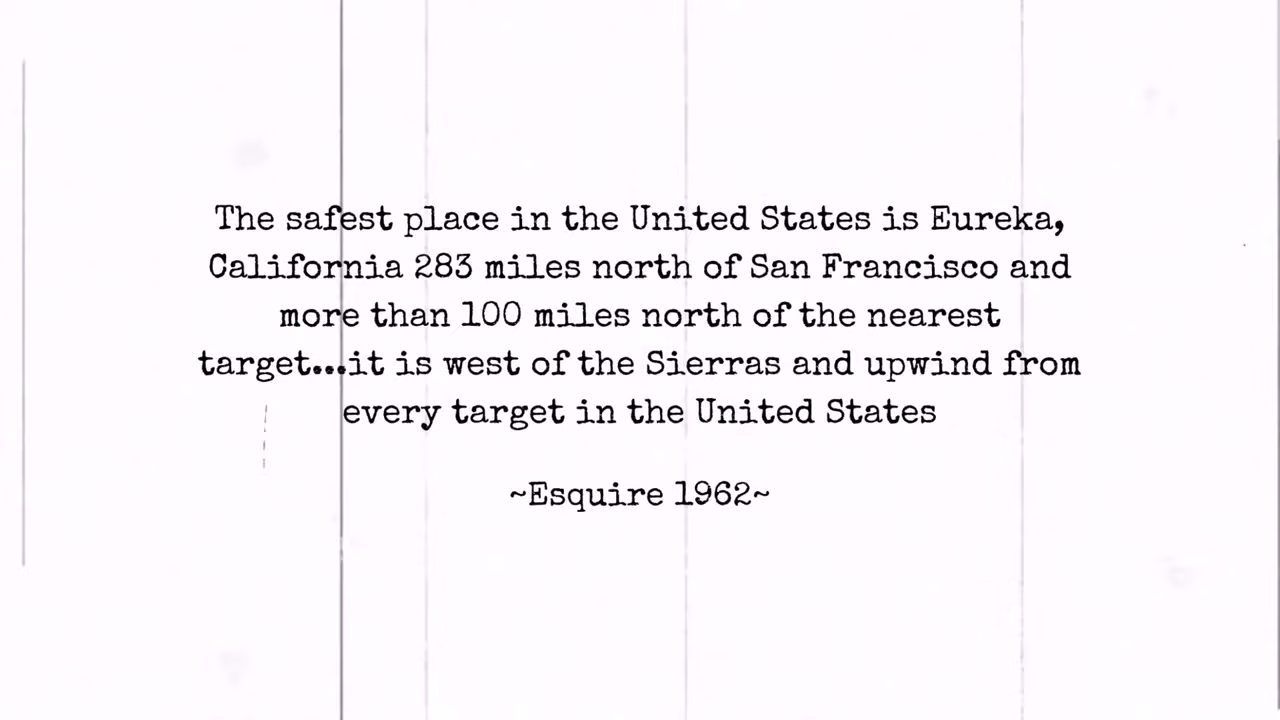 The safest place in the United States is Eureka,
California 283 miles north of San Francisco and
more than 100 miles north of the nearest
target...it is west of the Sierras and upwind from
every target in the United States
~Esquire 1962~